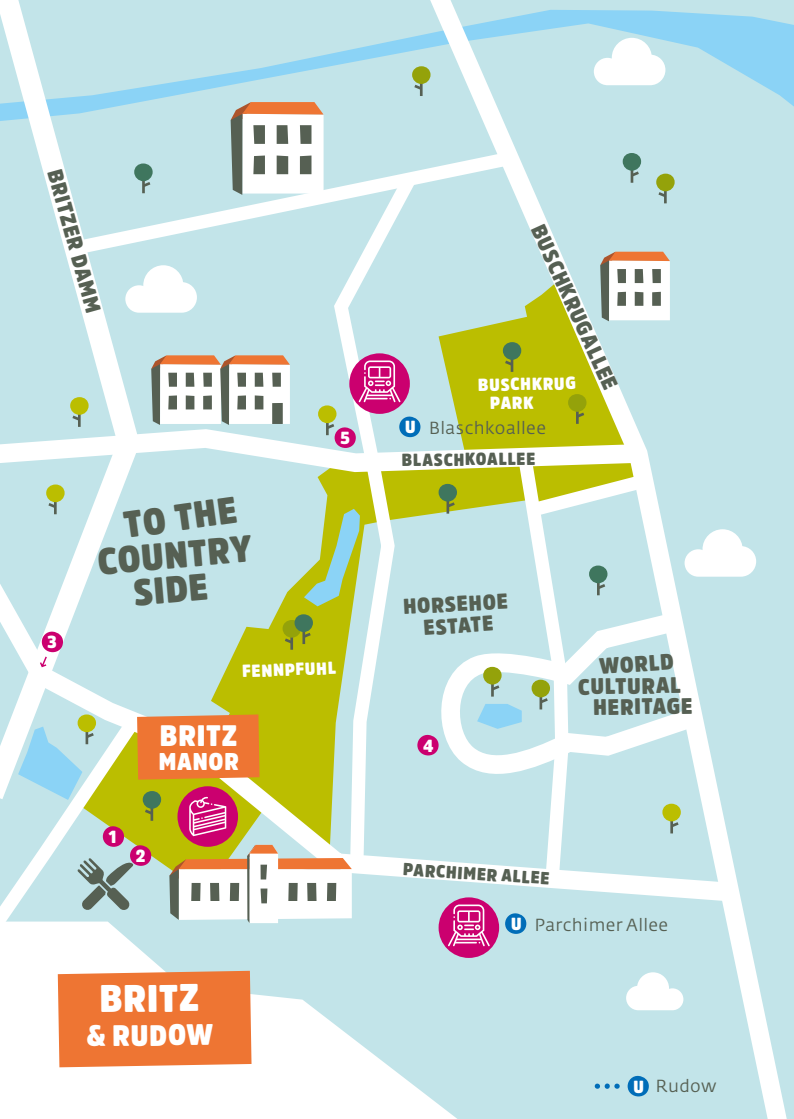 BRITZER DAMM
BUSCHKRUGALLEE
BUSCHKRUG
PARK
5
U Blaschkoallee
BLASCHKOALLEE
TO THE
COUNTRY
SIDE
HORSEHOE
ESTATE
3
FENNPFUHL
WORLD
CULTURAL
HERITAGE
BRITZ
MANOR
4
1
2
PARCHIMER ALLEE
U Parchimer Allee
BRITZ
& RUDOW
••• U Rudow